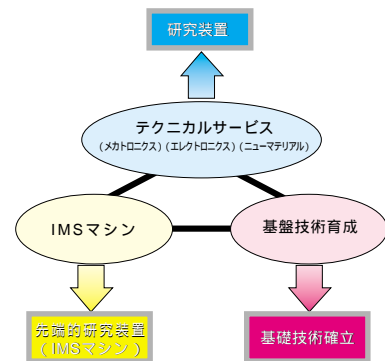 研究装置
テクニカルサービス
(メカトロニクス)(エレクトロニクス)(ニューマテリアル)
IMSマシン
基盤技術育成
先端的研究装置
(IMSマシン)
基礎技術確立